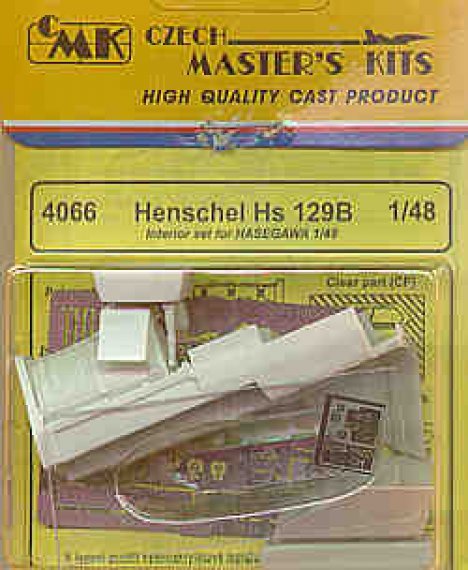 CMK CZECH
MASTER'S KITS
HIGH QUALITY CAST PRODUCT
4066 Henschel Hs 129B 1/48
Interior set for HASEGAWA 1/48
Clear part (CP)